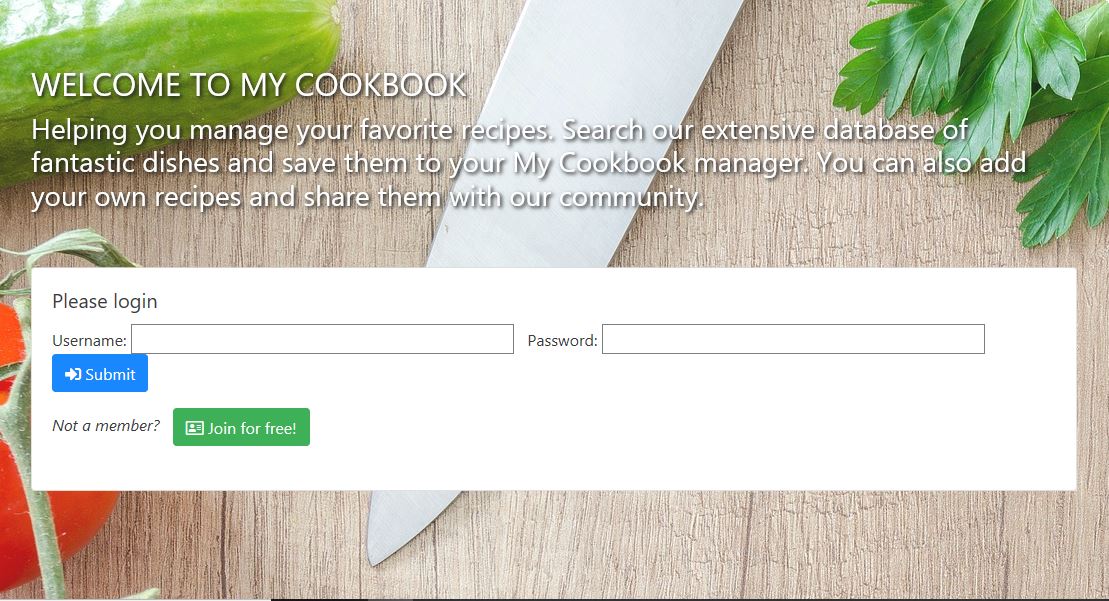 WELCOME TO MY COOKBOOK
Helping you manage your favorite recipes. Search our extensive database of
fantastic dishes and save them to your My Cookbook manager. You can also add
your own recipes and share them with our community.
Please login
Username: Password:
Submit
Not a member? Join for free!